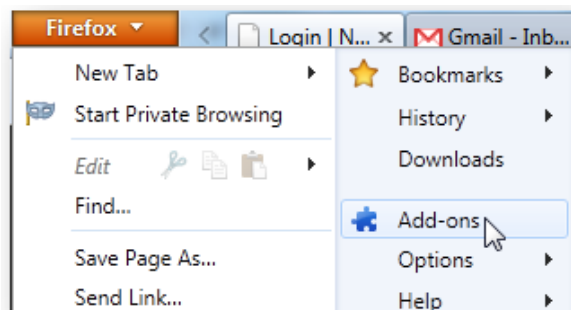 Firefox
Login | N...
Gmail - Inb...
New Tab
Start Private Browsing
Edit
Find...
Save Page As...
Send Link...
Bookmarks
History
Downloads
Add-ons
Options
Help